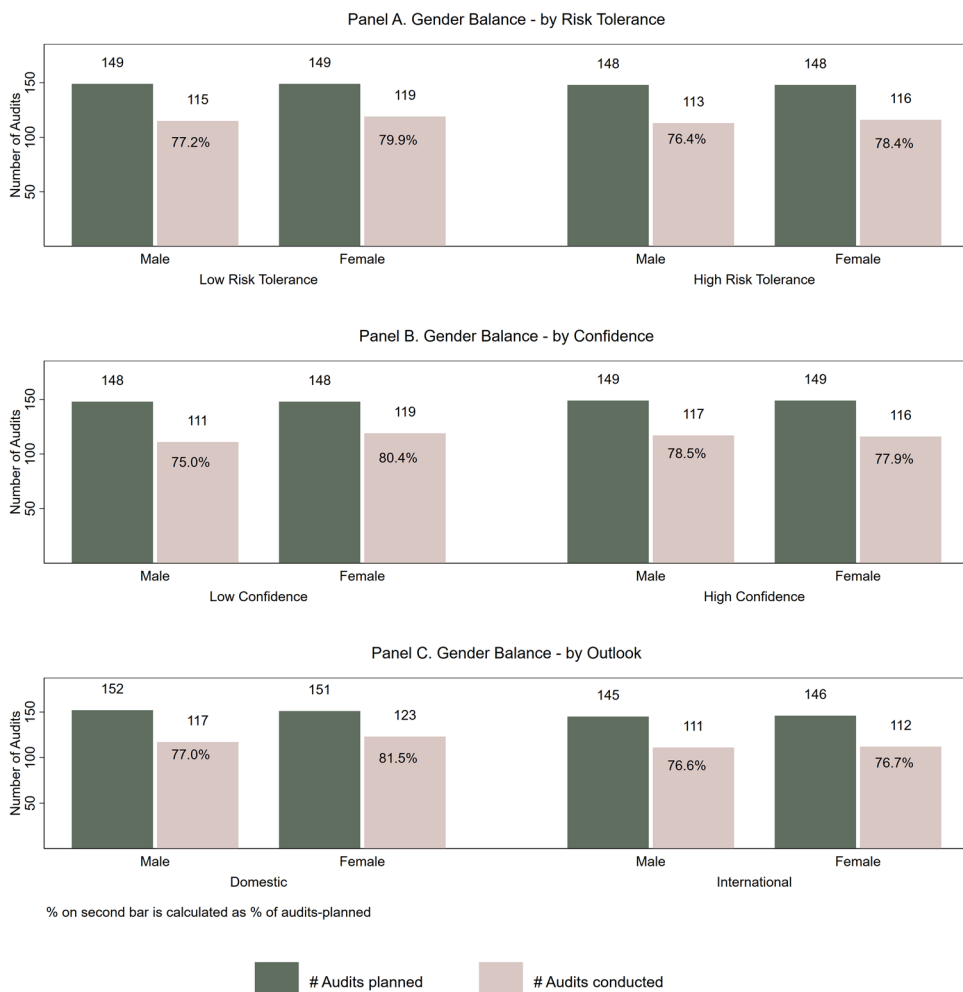 Panel A. Gender Balance - by Risk Tolerance
Number of Audits
150
100
50
149
115
77.2%
149
119
79.9%
148
113
76.4%
148
116
78.4%
Male
Female
Male
Female
Low Risk Tolerance
High Risk Tolerance
Panel B. Gender Balance - by Confidence
Number of Audits
150
100
50
148
111
75.0%
148
119
80.4%
149
117
78.5%
149
116
77.9%
Male
Female
Male
Female
Low Confidence
High Confidence
Panel C. Gender Balance - by Outlook
Number of Audits
150
100
50
152
117
77.0%
151
123
81.5%
145
111
76.6%
146
112
76.7%
Male
Female
Male
Female
Domestic
International
% on second bar is calculated as % of audits-planned
# Audits planned
# Audits conducted